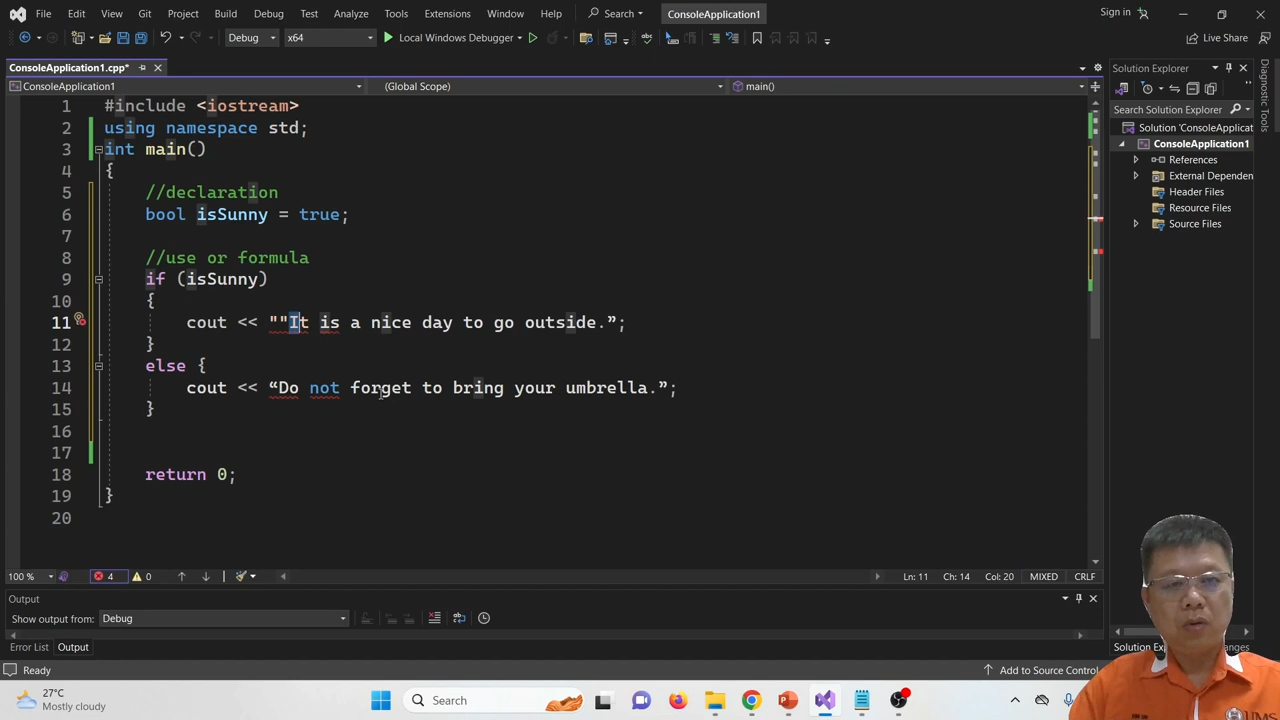 File Edit View Git Project Build Debug Test Analyze Tools Extensions Window Help Search ConsoleApplication1 Sign in
Debug x64 Local Windows Debugger Live Share
ConsoleApplication1.cpp* Solution Explorer
ConsoleApplication1 (Global Scope) main()
Search Solution Explorer
Solution 'ConsoleApplicat
ConsoleApplication1
References
External Dependen
Header Files
Resource Files
Source Files
Diagnostic Tools
1 #include <iostream>
2 using namespace std;
3 int main()
4 {
5 //declaration
6 bool isSunny = true;
7
8 //use or formula
9 if (isSunny)
10 {
11 cout << ""It is a nice day to go outside.”;
12 }
13 else {
14 cout << “Do not forget to bring your umbrella.”;
15 }
16
17
18 return 0;
19 }
20
100 % 4 0 Ln: 11 Ch: 14 Col: 20 MIXED CRLF
Output
Show output from: Debug
Error List Output
Solution Explorer
Ready Add to Source Control
27°C
Mostly cloudy
Search
UMS